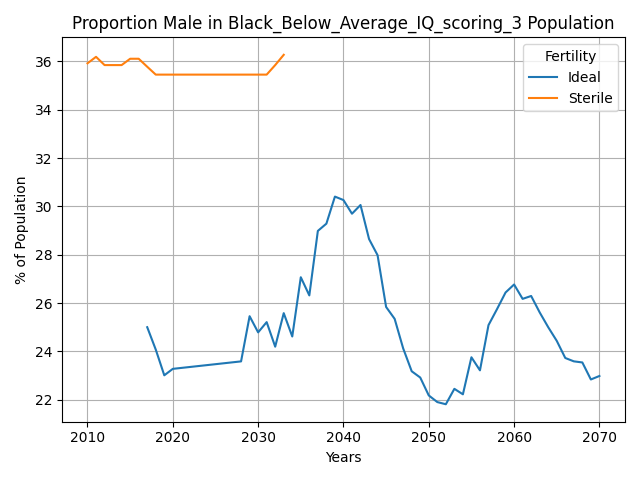 Proportion Male in Black_Below_Average_IQ_scoring_3 Population
% of Population
36
34
32
30
28
26
24
22
Fertility
Ideal
Sterile
2010 2020 2030 2040 2050 2060 2070
Years